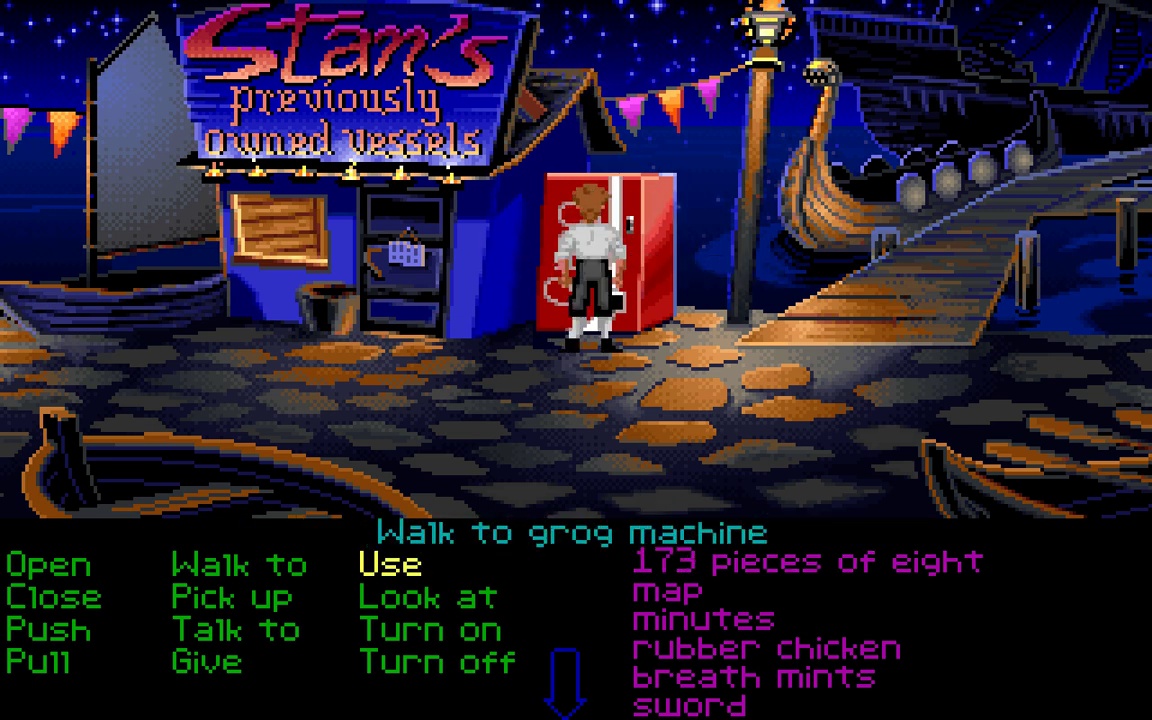 Stan's
previously
owned vessels
Walk to grog machine
Open Walk to Use
Close Pick up Look at
Push Talk to Turn on
Pull Give Turn off
173 pieces of eight
map
minutes
rubber chicken
breath mints
sword